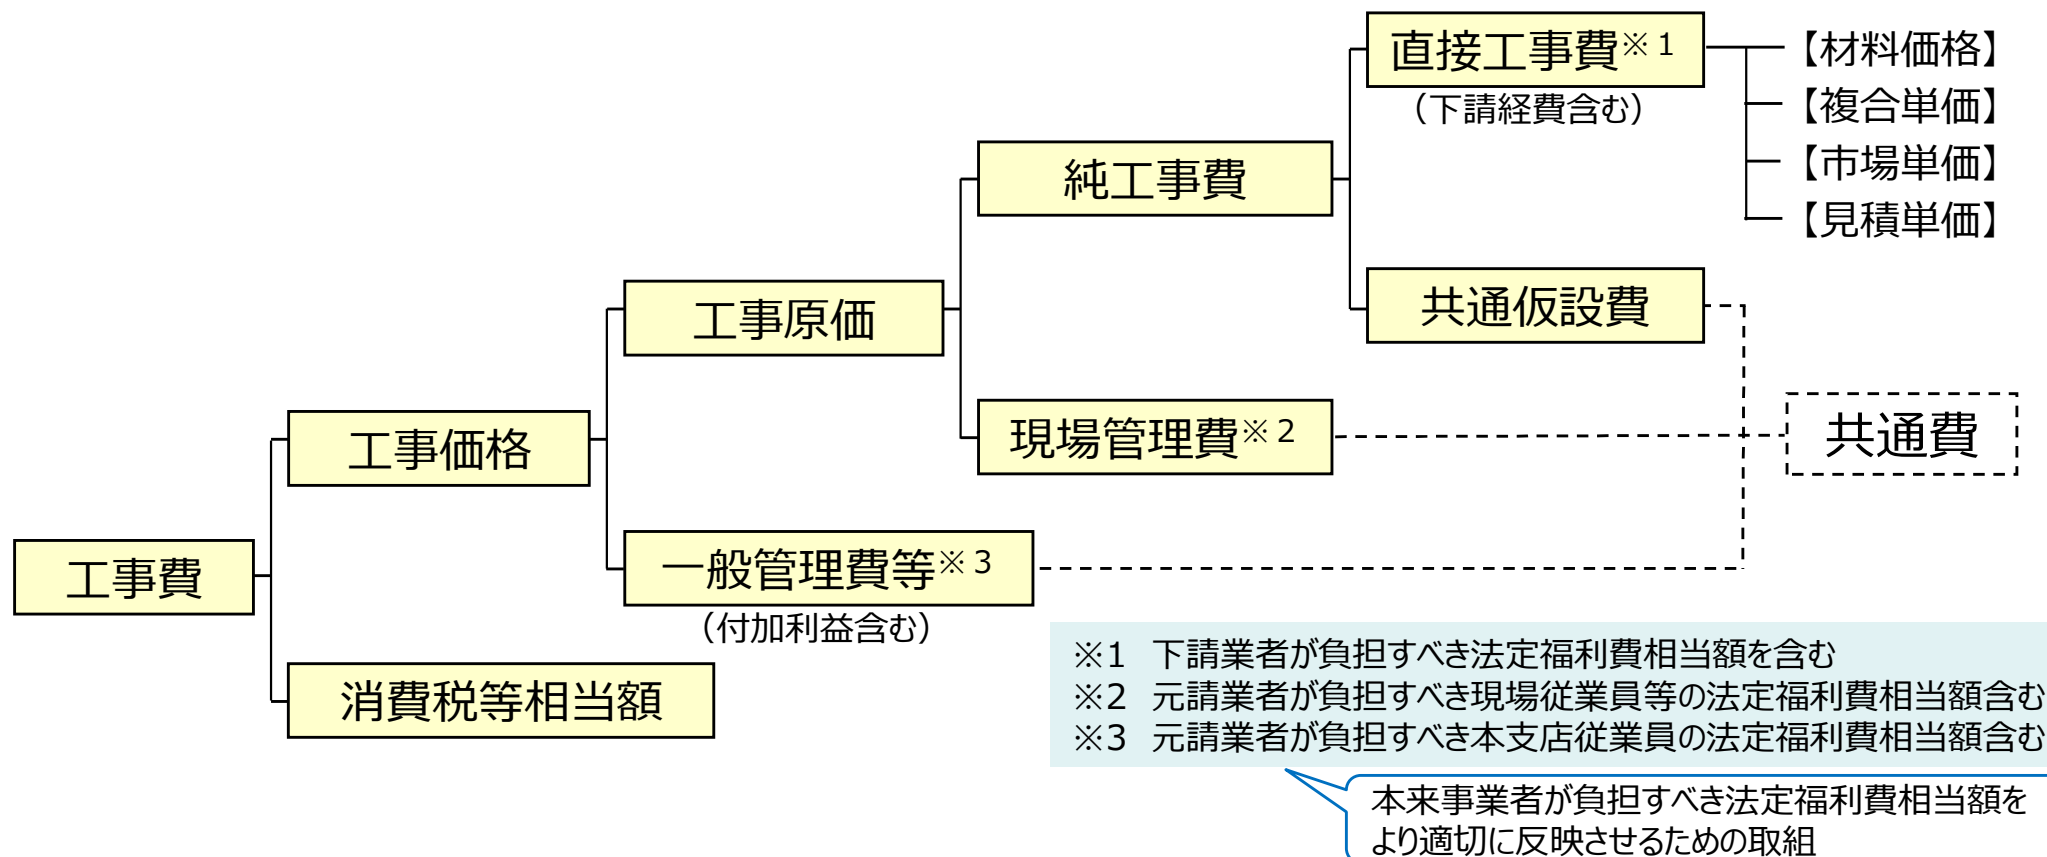 直接工事費※1
（下請経費含む）
【材料価格】
【複合単価】
【市場単価】
【見積単価】
純工事費
共通仮設費
工事原価
現場管理費※2
共通費
工事価格
一般管理費等※3
（付加利益含む）
工事費
消費税等相当額
※1　下請業者が負担すべき法定福利費相当額を含む
※2　元請業者が負担すべき現場従業員等の法定福利費相当額含む
※3　元請業者が負担すべき本支店従業員の法定福利費相当額含む
本来事業者が負担すべき法定福利費相当額を
より適切に反映させるための取組